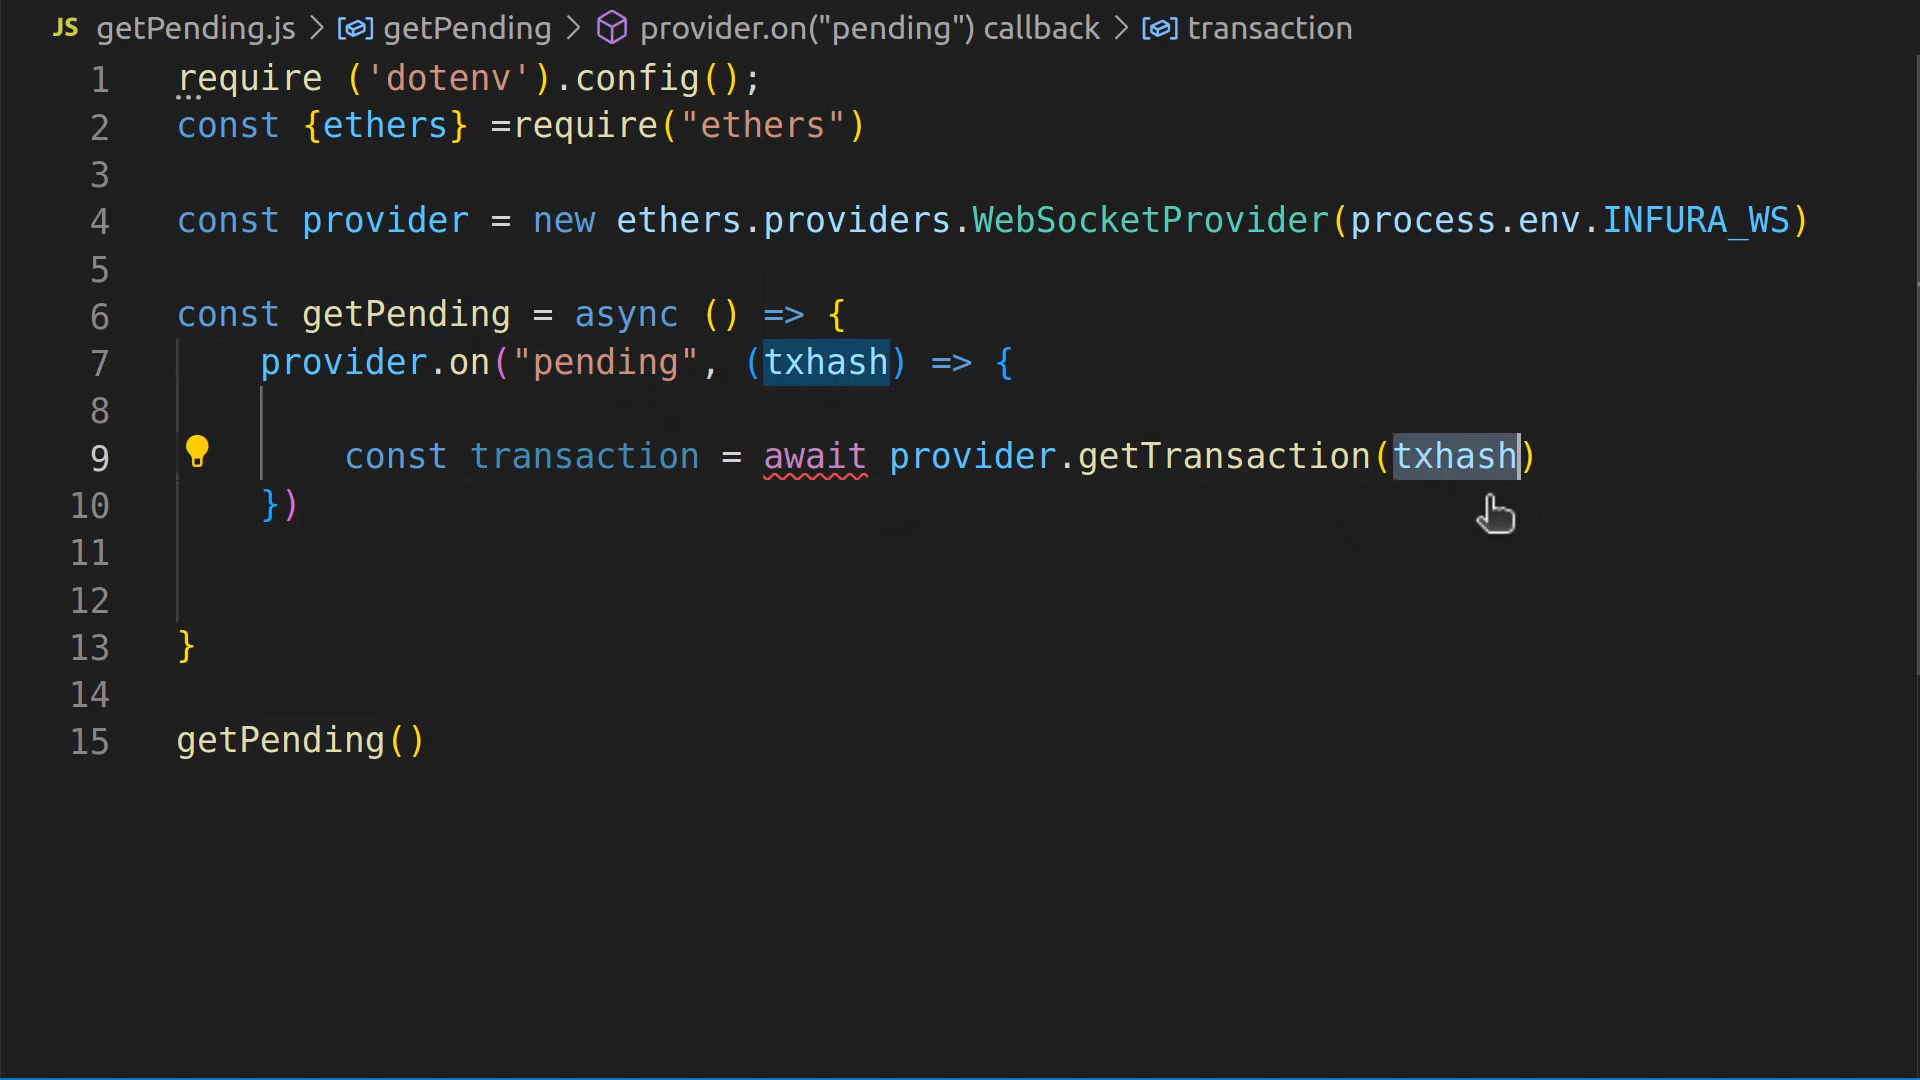 JS getPending.js > getPending > provider.on("pending") callback > transaction
1 require ('dotenv').config();
2 const {ethers} =require("ethers")
3
4 const provider = new ethers.providers.WebSocketProvider(process.env.INFURA_WS)
5
6 const getPending = async () => {
7 provider.on("pending", (txhash) => {
8
9 const transaction = await provider.getTransaction(txhash)
10 })
11
12
13 }
14
15 getPending()